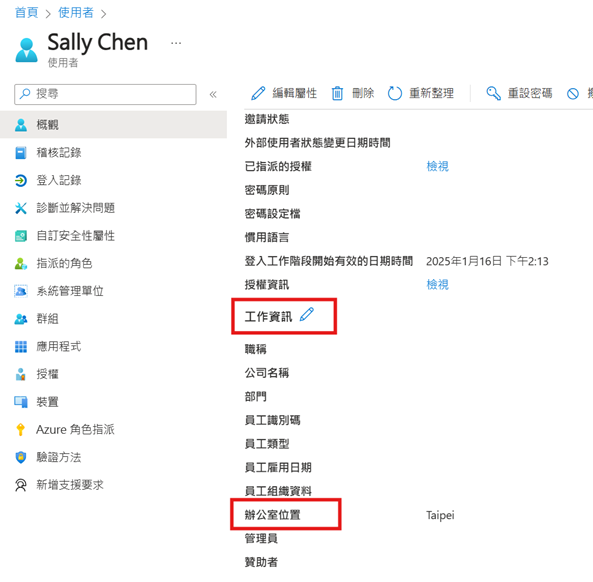 首頁 > 使用者 >
Sally Chen ...
使用者
搜尋
«
編輯屬性 刪除 重新整理 重設密碼
概觀
稽核記錄
登入記錄
診斷並解決問題
自訂安全性屬性
指派的角色
系統管理單位
群組
應用程式
授權
裝置
Azure 角色指派
驗證方法
新增支援要求
邀請狀態
外部使用者狀態變更日期時間
已指派的授權 檢視
密碼原則
密碼設定檔
慣用語言
登入工作階段開始有效的日期時間 2025年1月16日 下午2:13
授權資訊 檢視
工作資訊
職稱
公司名稱
部門
員工識別碼
員工類型
員工雇用日期
員工組織資料
辦公室位置 Taipei
管理員
贊助者